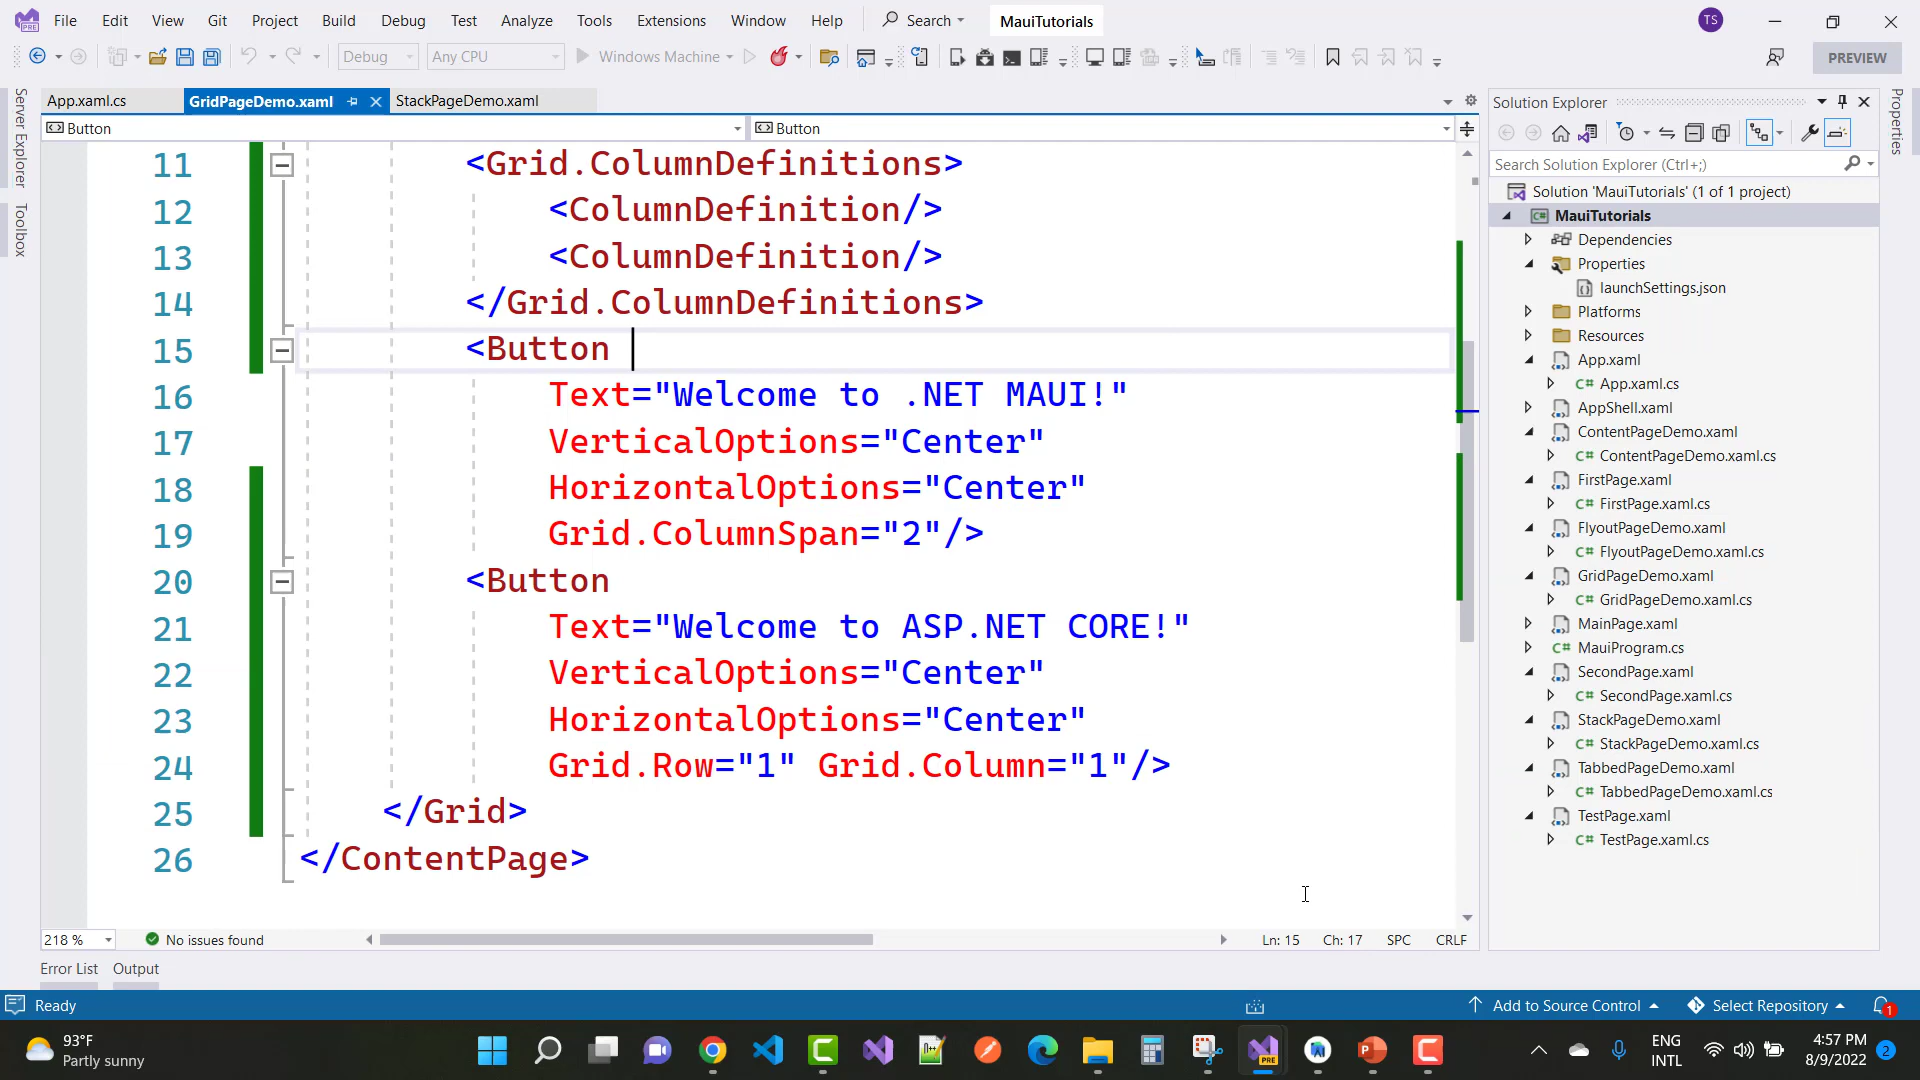 File Edit View Git Project Build Debug Test Analyze Tools Extensions Window Help Search MauiTutorials TS
Debug Any CPU Windows Machine PREVIEW
Server Explorer
Toolbox
App.xaml.cs GridPageDemo.xaml StackPageDemo.xaml
Button Button
11 <Grid.ColumnDefinitions>
12 <ColumnDefinition/>
13 <ColumnDefinition/>
14 </Grid.ColumnDefinitions>
15 <Button
16 Text="Welcome to .NET MAUI!"
17 VerticalOptions="Center"
18 HorizontalOptions="Center"
19 Grid.ColumnSpan="2"/>
20 <Button
21 Text="Welcome to ASP.NET CORE!"
22 VerticalOptions="Center"
23 HorizontalOptions="Center"
24 Grid.Row="1" Grid.Column="1"/>
25 </Grid>
26 </ContentPage>
218 % No issues found Ln: 15 Ch: 17 SPC CRLF
Error List Output
Solution Explorer
Search Solution Explorer (Ctrl+;)
Solution 'MauiTutorials' (1 of 1 project)
C# MauiTutorials
Dependencies
Properties
launchSettings.json
Platforms
Resources
App.xaml
C# App.xaml.cs
AppShell.xaml
ContentPageDemo.xaml
C# ContentPageDemo.xaml.cs
FirstPage.xaml
C# FirstPage.xaml.cs
FlyoutPageDemo.xaml
C# FlyoutPageDemo.xaml.cs
GridPageDemo.xaml
C# GridPageDemo.xaml.cs
MainPage.xaml
C# MauiProgram.cs
SecondPage.xaml
C# SecondPage.xaml.cs
StackPageDemo.xaml
C# StackPageDemo.xaml.cs
TabbedPageDemo.xaml
C# TabbedPageDemo.xaml.cs
TestPage.xaml
C# TestPage.xaml.cs
Properties
Ready Add to Source Control Select Repository 1
93°F
Partly sunny
PRE
ENG
INTL
4:57 PM
8/9/2022
2